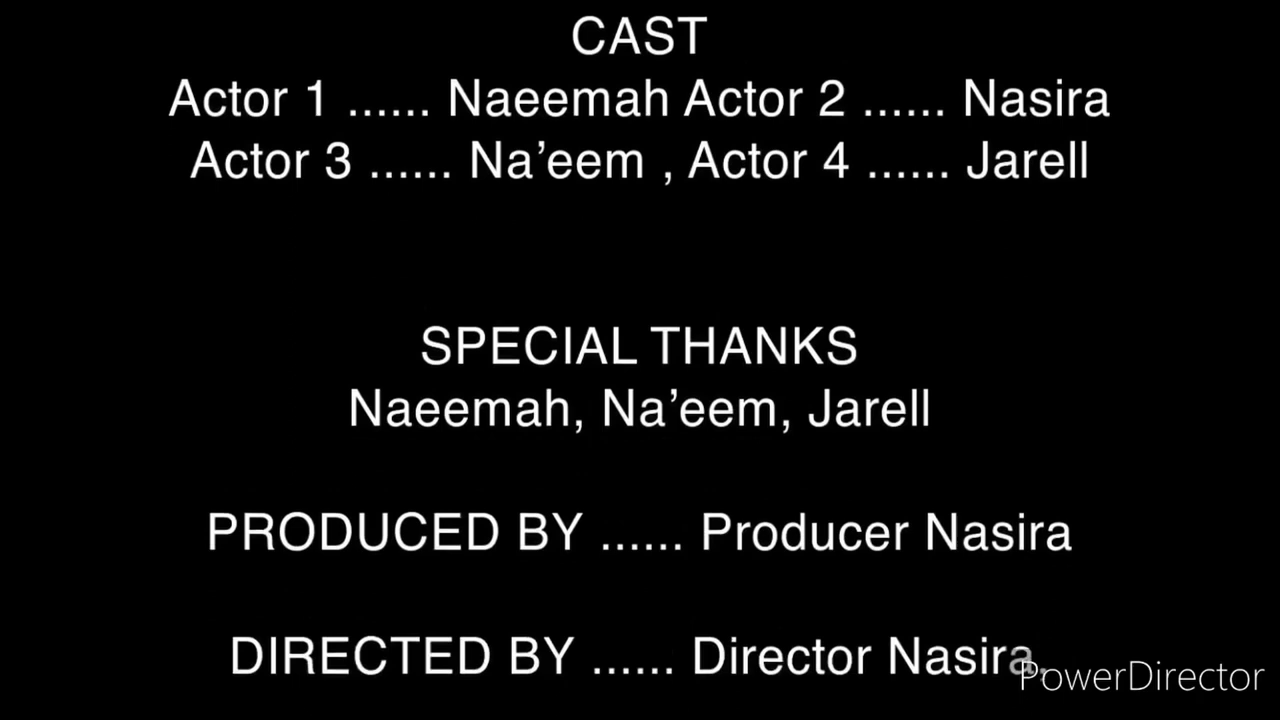 CAST
Actor 1 ...... Naeemah Actor 2 ...... Nasira
Actor 3 ...... Na’eem , Actor 4 ...... Jarell
SPECIAL THANKS
Naeemah, Na’eem, Jarell
PRODUCED BY ...... Producer Nasira
DIRECTED BY ...... Director Nasira,
PowerDirector